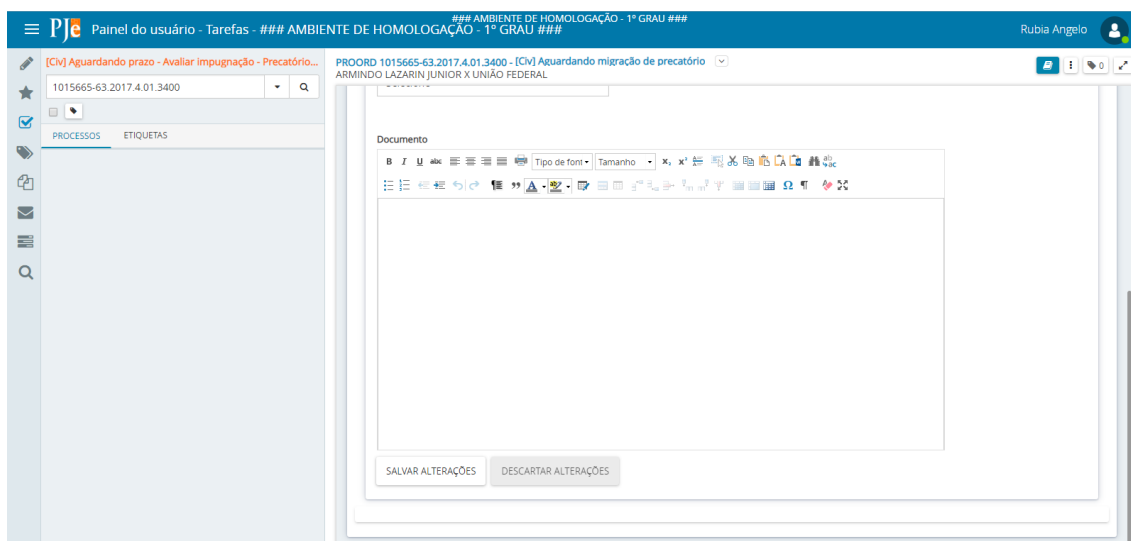 ### AMBIENTE DE HOMOLOGAÇÃO - 1º GRAU ###
PJe Painel do usuário - Tarefas - ### AMBIENTE DE HOMOLOGAÇÃO - 1º GRAU ###
Rubia Angelo
[Civ] Aguardando prazo - Avaliar impugnação - Precatório...
1015665-63.2017.4.01.3400
PROCESSOS ETIQUETAS
PROORD 1015665-63.2017.4.01.3400 - [Civ] Aguardando migração de precatório
ARMINDO LAZARIN JUNIOR X UNIÃO FEDERAL
0
Documento
B I U abc Tipo de font Tamanho x, x'
Ω ¶
SALVAR ALTERAÇÕES DESCARTAR ALTERAÇÕES